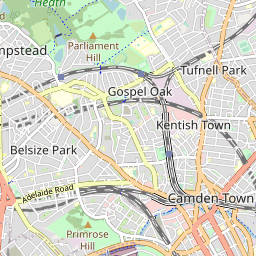 Heath
Parliament
Hill
mpstead
Tufnell Park
Gospel Oak
Kentish Town
Belsize Park
Adelaide Road
Camden Town
Primrose
Hill